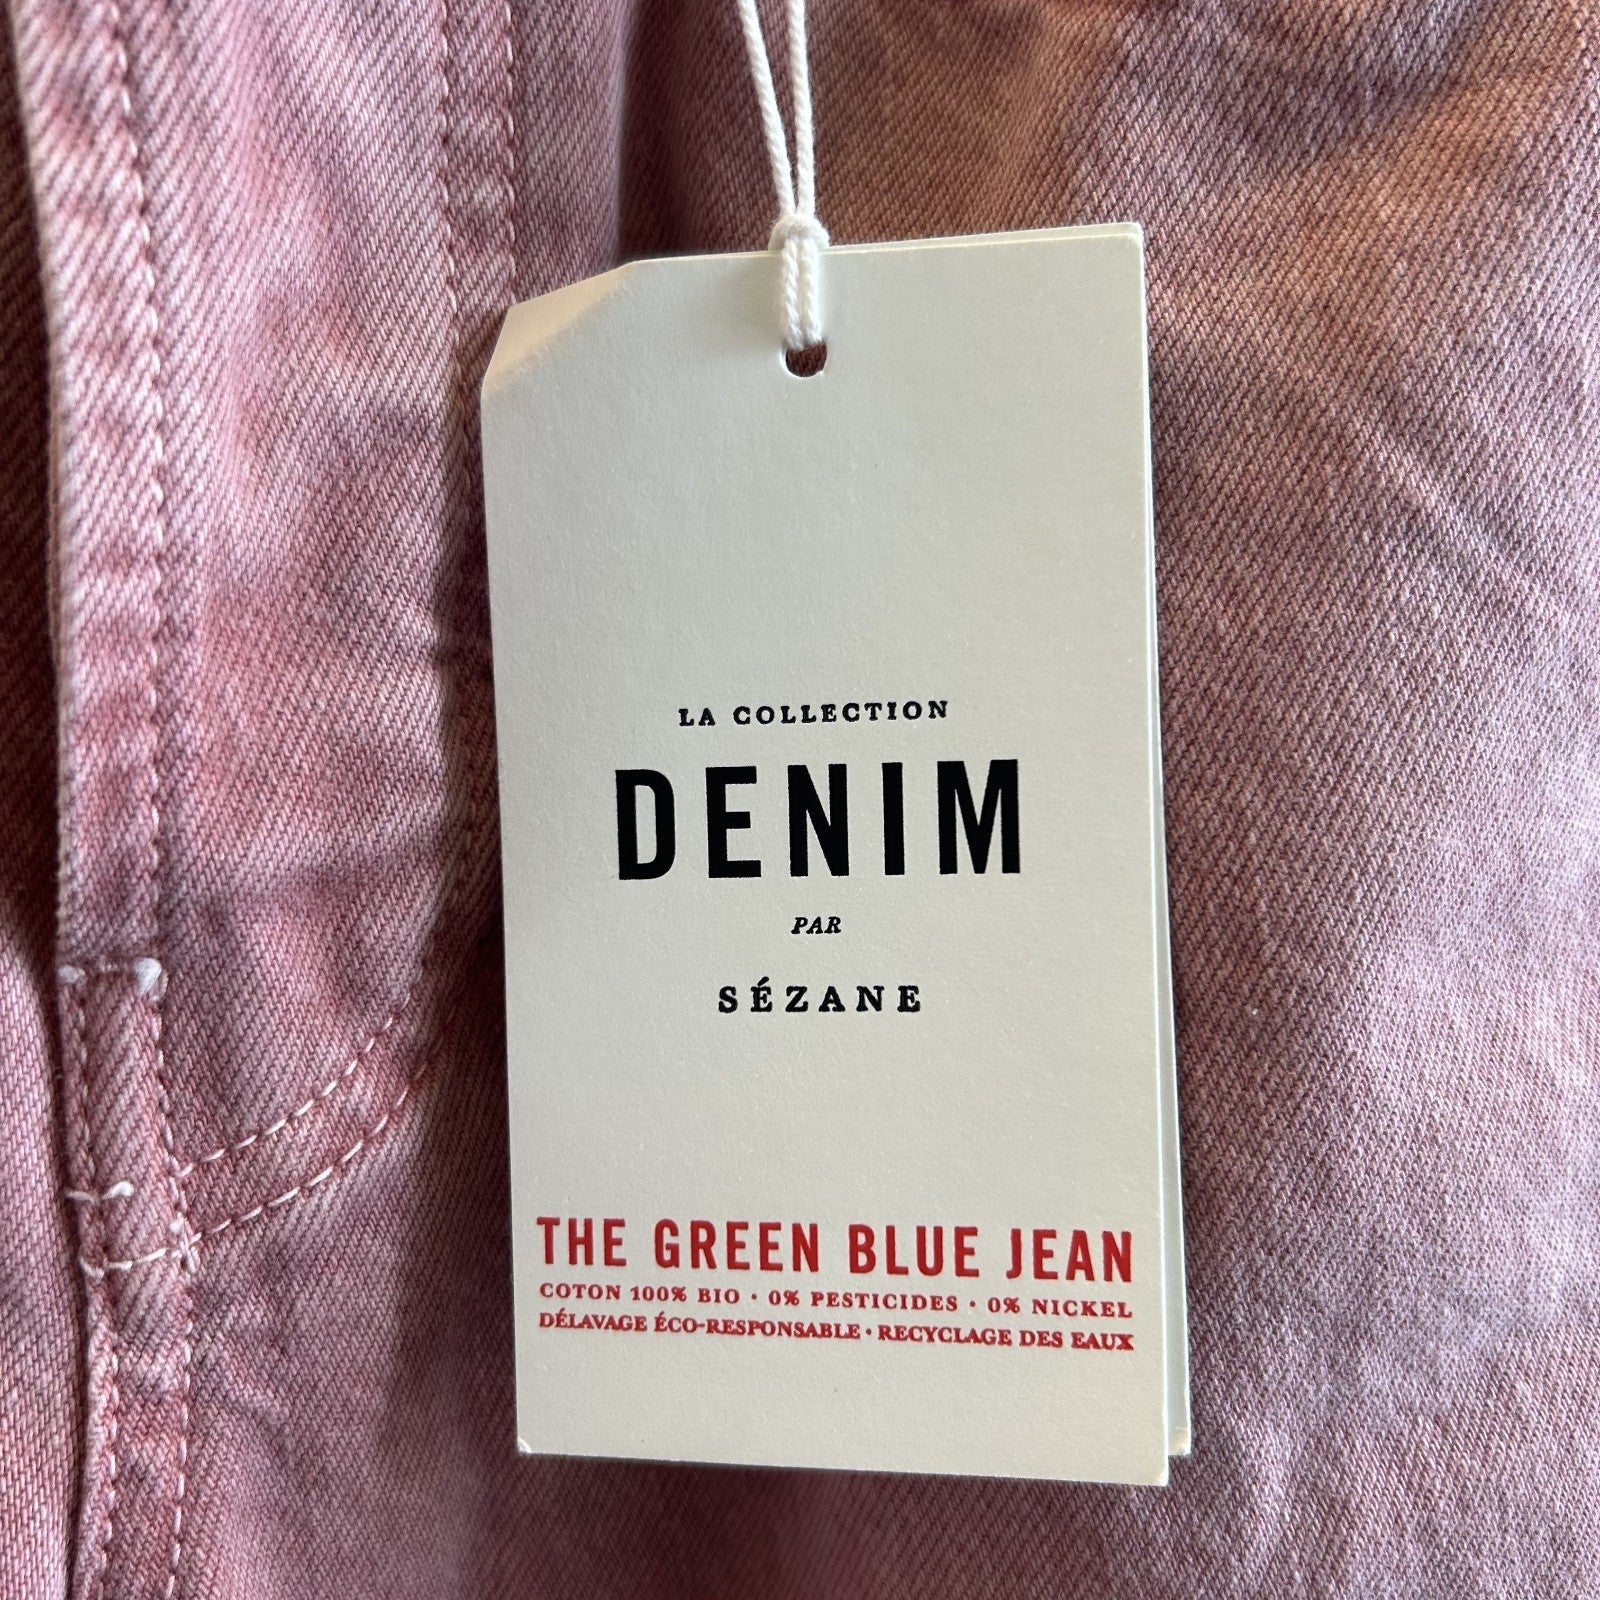 LA COLLECTION
DENIM
PAR
SÉZANE
THE GREEN BLUE JEAN
COTON 100% BIO · 0% PESTICIDES · 0% NICKEL
DÉLAVAGE ÉCO-RESPONSABLE · RECYCLAGE DES EAUX